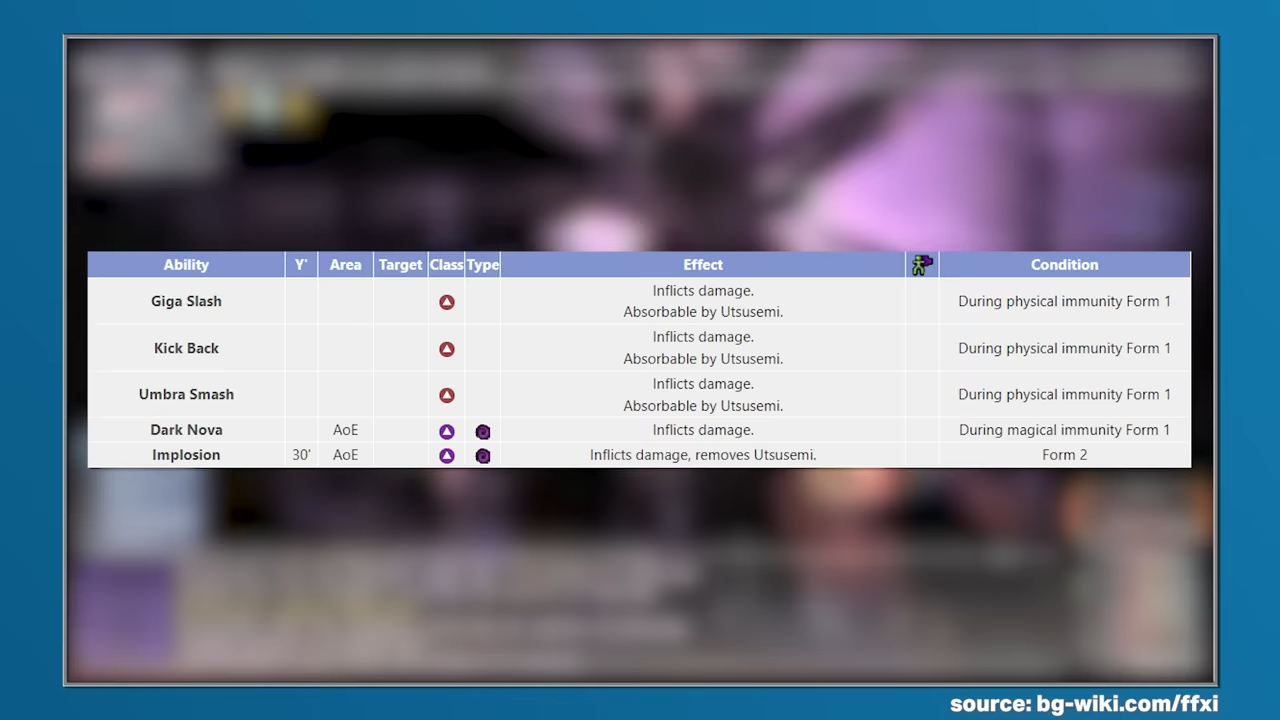 Ability Y' Area Target Class Type Effect Condition
Giga Slash Inflicts damage. During physical immunity Form 1
Absorbable by Utsusemi.
Kick Back Inflicts damage. During physical immunity Form 1
Absorbable by Utsusemi.
Umbra Smash Inflicts damage. During physical immunity Form 1
Absorbable by Utsusemi.
Dark Nova AoE Inflicts damage. During magical immunity Form 1
Implosion 30' AoE Inflicts damage, removes Utsusemi. Form 2
source: bg-wiki.com/ffxi